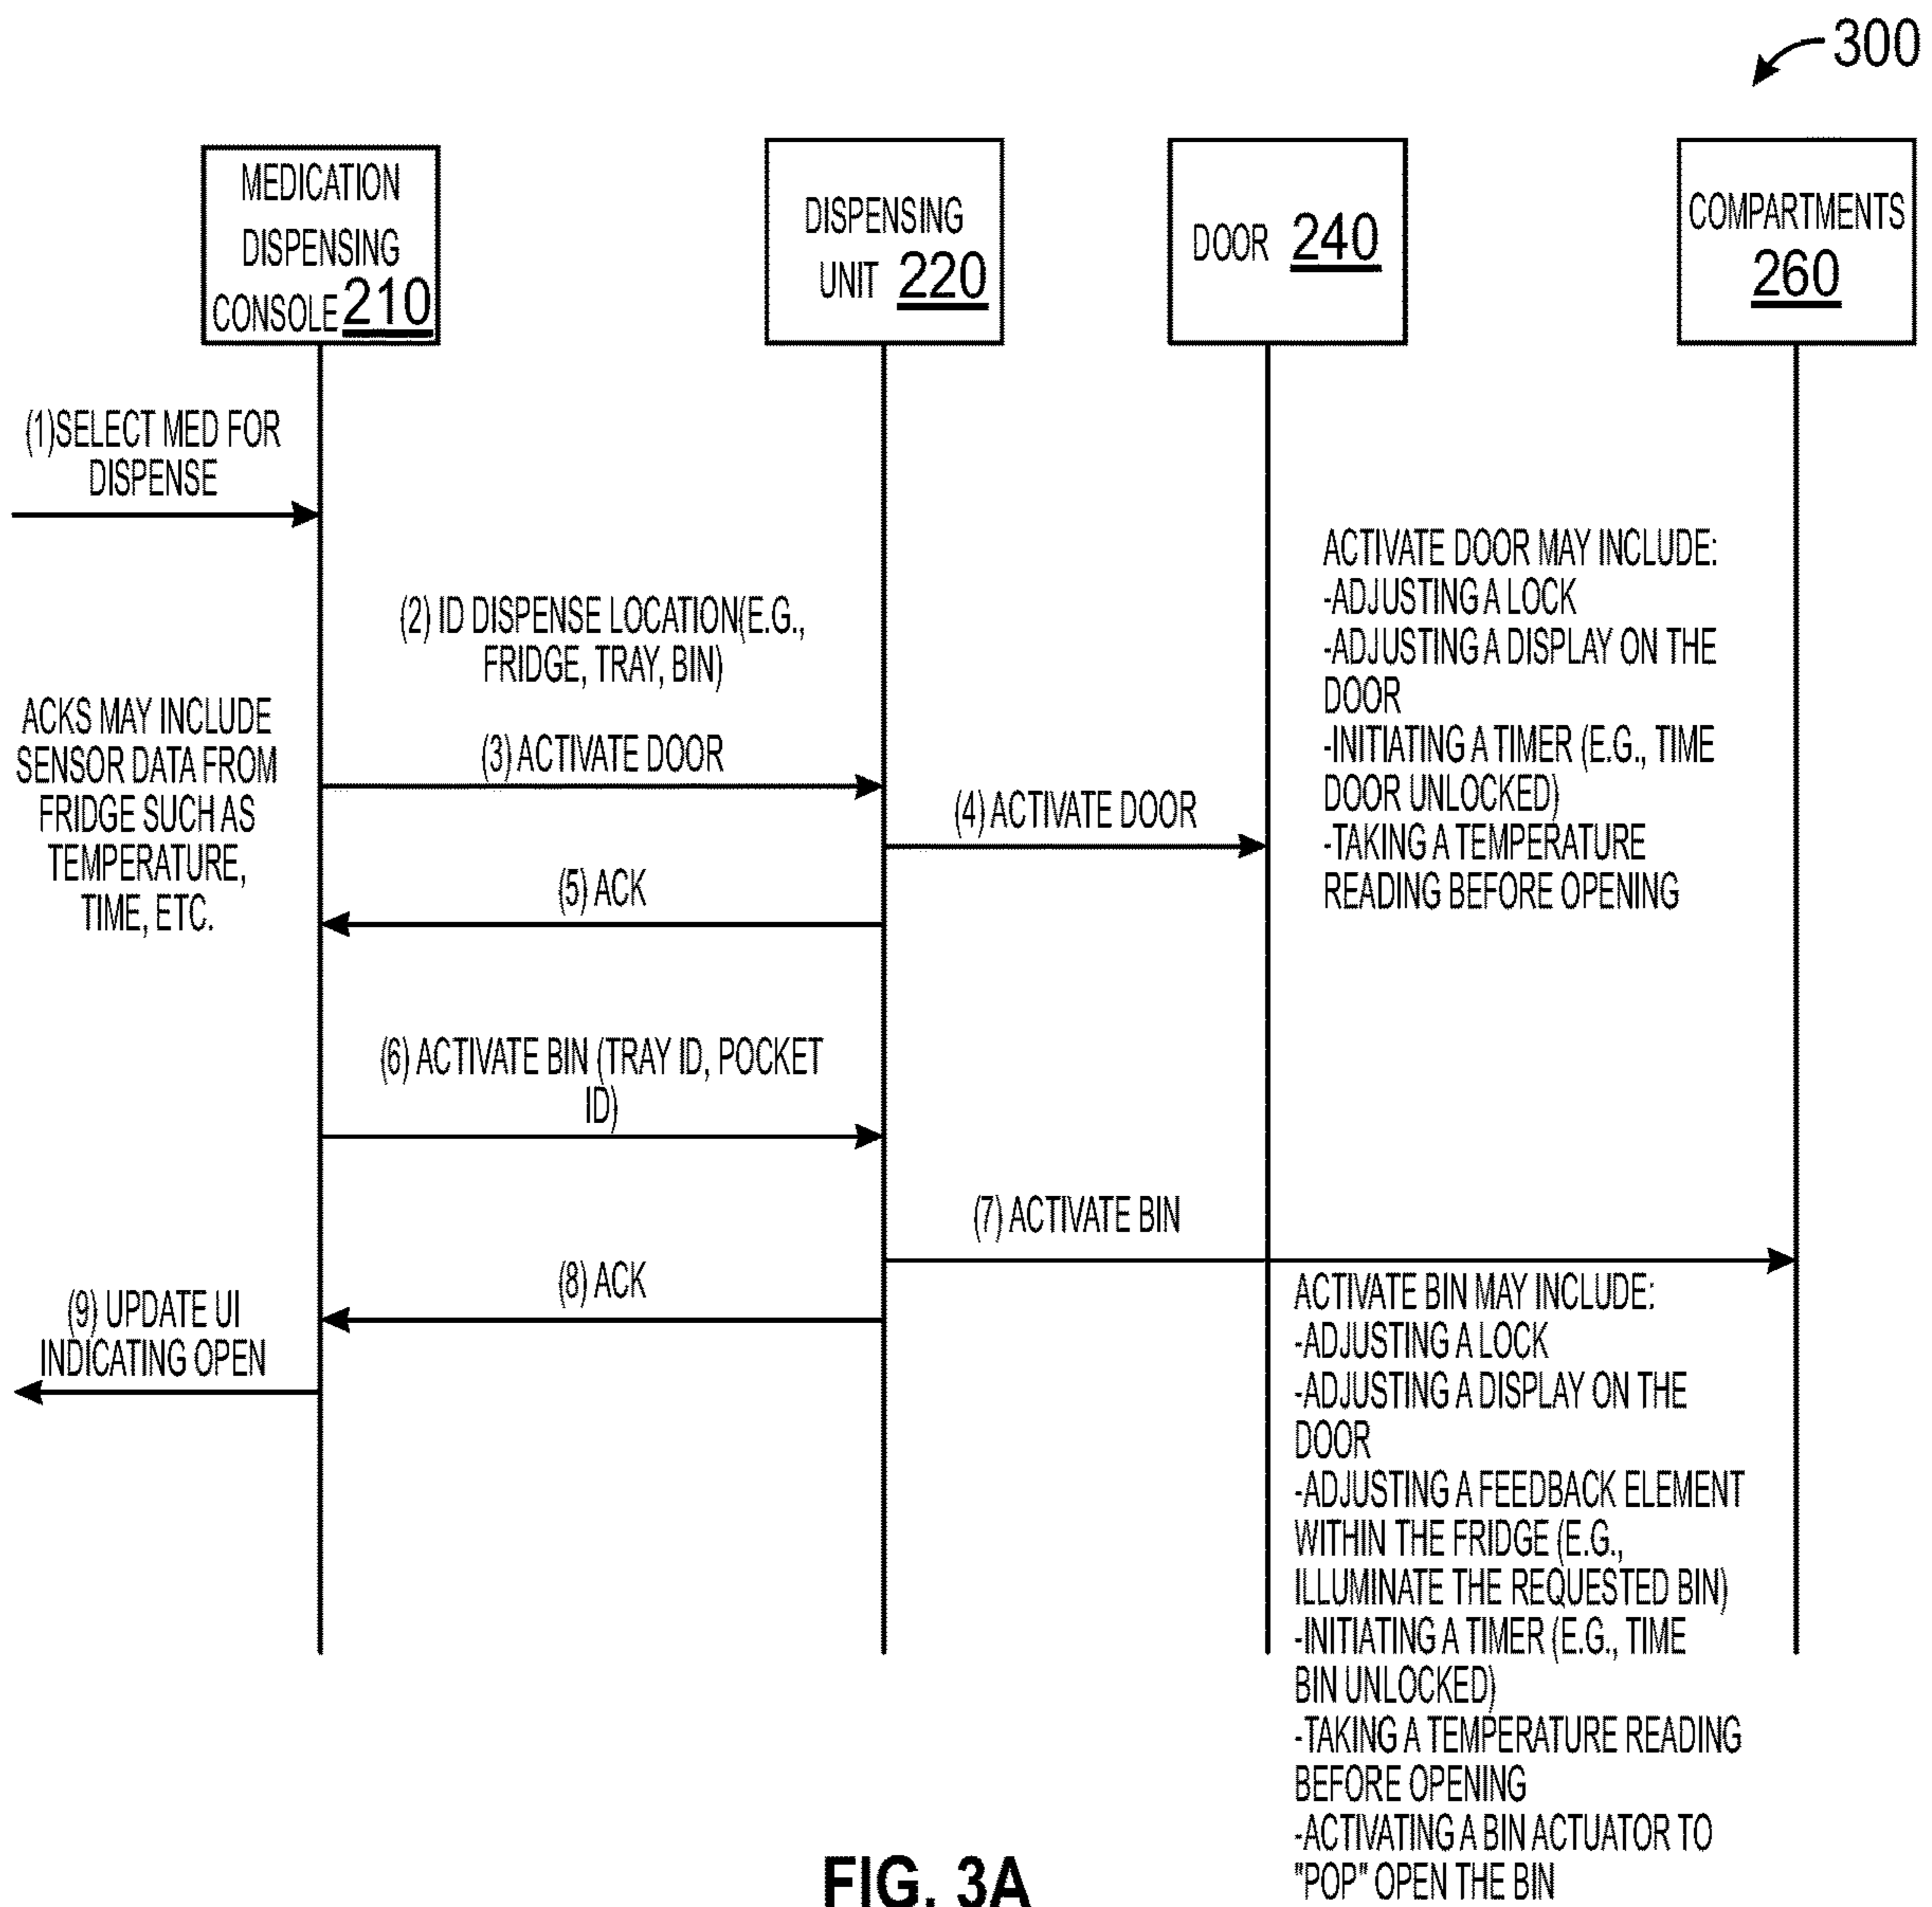 300
MEDICATION
DISPENSING
CONSOLE 210
DISPENSING
UNIT 220
DOOR 240
COMPARTMENTS
260
(1)SELECT MED FOR
DISPENSE
(2) ID DISPENSE LOCATION(E.G.,
FRIDGE, TRAY, BIN)
ACTIVATE DOOR MAY INCLUDE:
-ADJUSTING A LOCK
-ADJUSTING A DISPLAY ON THE
DOOR
-INITIATING A TIMER (E.G., TIME
DOOR UNLOCKED)
-TAKING A TEMPERATURE
READING BEFORE OPENING
ACKS MAY INCLUDE
SENSOR DATA FROM
FRIDGE SUCH AS
TEMPERATURE,
TIME, ETC.
(3) ACTIVATE DOOR
(4) ACTIVATE DOOR
(5) ACK
(6) ACTIVATE BIN (TRAY ID, POCKET
ID)
(7) ACTIVATE BIN
(8) ACK
(9) UPDATE UI
INDICATING OPEN
ACTIVATE BIN MAY INCLUDE:
-ADJUSTING A LOCK
-ADJUSTING A DISPLAY ON THE
DOOR
-ADJUSTING A FEEDBACK ELEMENT
WITHIN THE FRIDGE (E.G.,
ILLUMINATE THE REQUESTED BIN)
-INITIATING A TIMER (E.G., TIME
BIN UNLOCKED)
-TAKING A TEMPERATURE READING
BEFORE OPENING
-ACTIVATING A BIN ACTUATOR TO
"POP" OPEN THE BIN
FIG. 3A